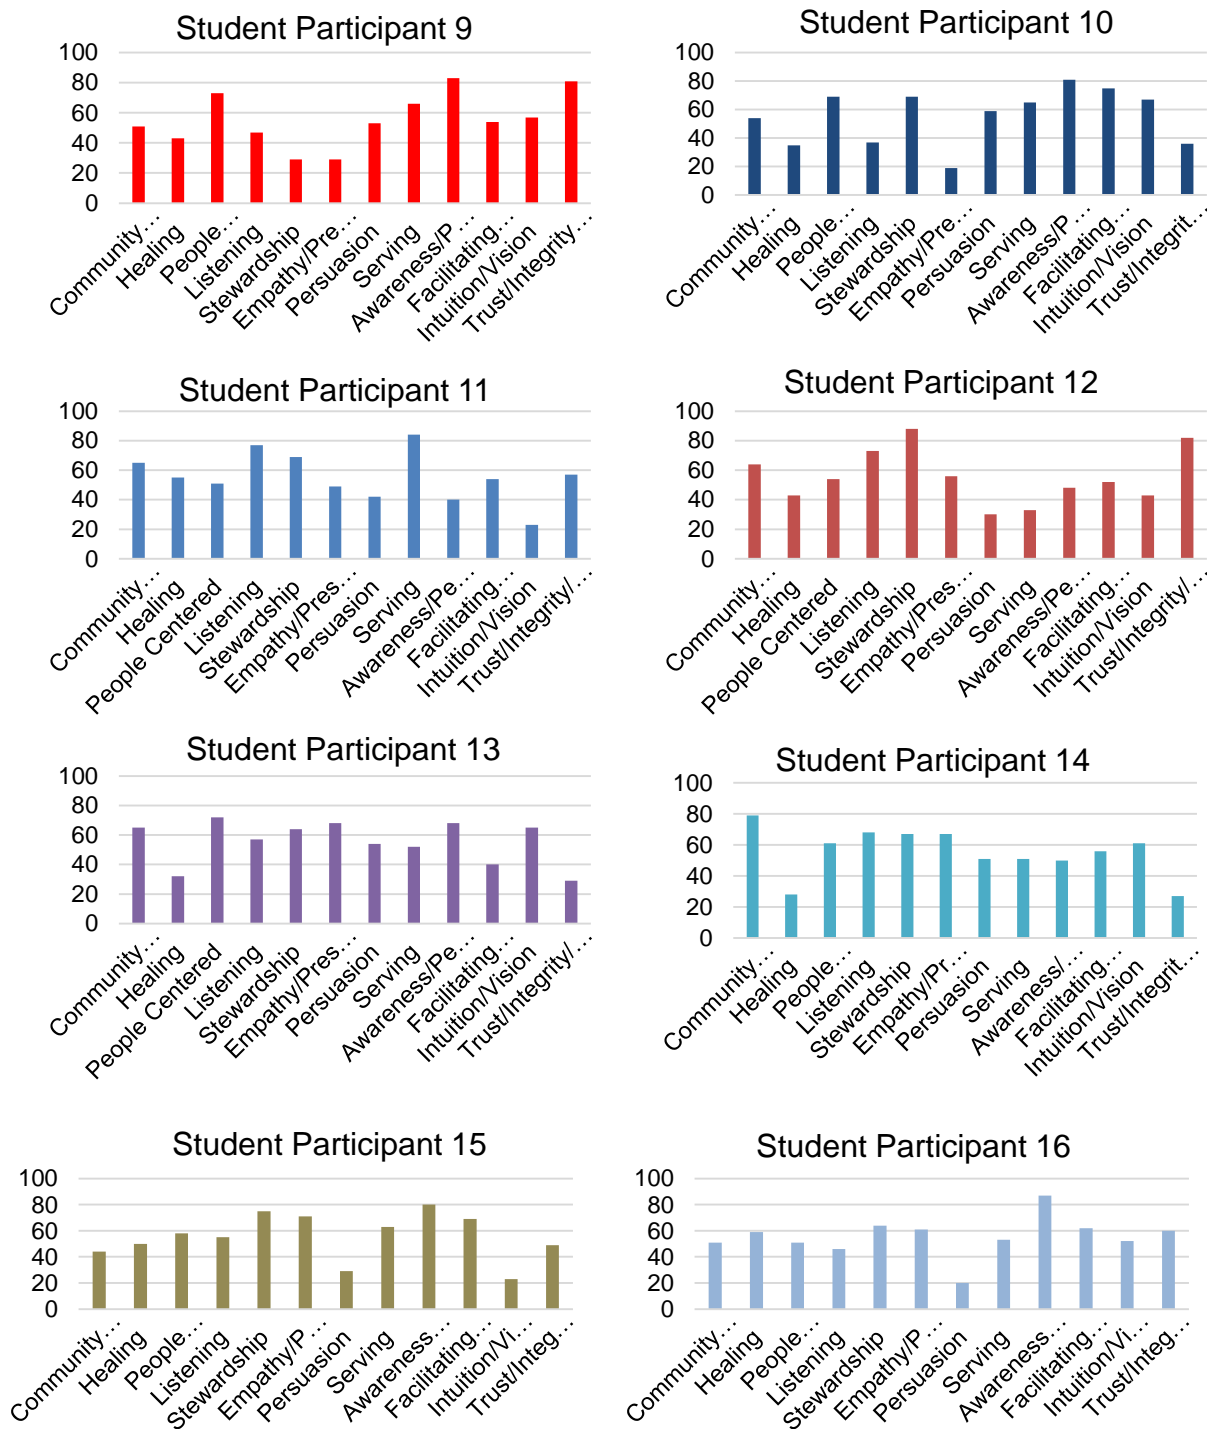 Student Participant 9
100
80
60
40
20
0
Community…
Healing
People…
Listening
Stewardship
Empathy/Pre…
Persuasion
Serving
Awareness/P…
Facilitating…
Intuition/Vision
Trust/Integrity…
Student Participant 10
100
80
60
40
20
0
Community…
Healing
People…
Listening
Stewardship
Empathy/Pre…
Persuasion
Serving
Awareness/P…
Facilitating…
Intuition/Vision
Trust/Integrit…
Student Participant 11
100
80
60
40
20
0
Community…
Healing
People Centered
Listening
Stewardship
Empathy/Pres…
Persuasion
Serving
Awareness/Pe…
Facilitating…
Intuition/Vision
Trust/Integrity/…
Student Participant 12
100
80
60
40
20
0
Community…
Healing
People Centered
Listening
Stewardship
Empathy/Pres…
Persuasion
Serving
Awareness/Pe…
Facilitating…
Intuition/Vision
Trust/Integrity/…
Student Participant 13
100
80
60
40
20
0
Community…
Healing
People Centered
Listening
Stewardship
Empathy/Pres…
Persuasion
Serving
Awareness/Pe…
Facilitating…
Intuition/Vision
Trust/Integrity/…
Student Participant 14
100
80
60
40
20
0
Community…
Healing
People…
Listening
Stewardship
Empathy/Pr…
Persuasion
Serving
Awareness/…
Facilitating…
Intuition/Vision
Trust/Integrit…
Student Participant 15
100
80
60
40
20
0
Community…
Healing
People…
Listening
Stewardship
Empathy/P…
Persuasion
Serving
Awareness…
Facilitating…
Intuition/Vi…
Trust/Integ…
Student Participant 16
100
80
60
40
20
0
Community…
Healing
People…
Listening
Stewardship
Empathy/P…
Persuasion
Serving
Awareness…
Facilitating…
Intuition/Vi…
Trust/Integ…